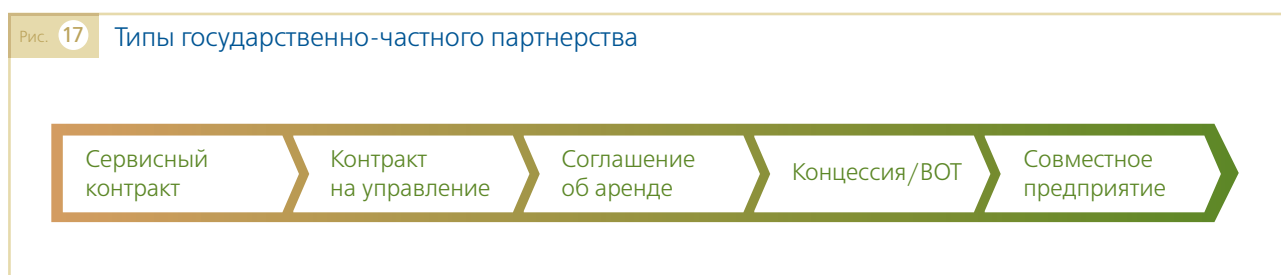 Рис. 17 Типы государственно-частного партнерства
Сервисный
контракт
Контракт
на управление
Соглашение
об аренде
Концессия/BOT
Совместное
предприятие